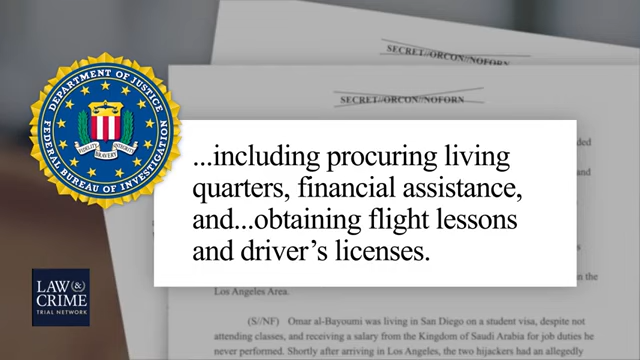 SECRET//ORCON//NOFORN
SECRET//ORCON//NOFORN
DEPARTMENT OF JUSTICE
FEDERAL BUREAU OF INVESTIGATION
FIDELITY BRAVERY INTEGRITY
...including procuring living
quarters, financial assistance,
and...obtaining flight lessons
and driver’s licenses.
LAW & CRIME
TRIAL NETWORK
in the
Los Angeles Area.
(S//NF) Omar al-Bayoumi was living in San Diego on a student visa, despite not
attending classes, and receiving a salary from the Kingdom of Saudi Arabia for job duties he
never performed. Shortly after arriving in Los Angeles, the two hijackers had allegedly